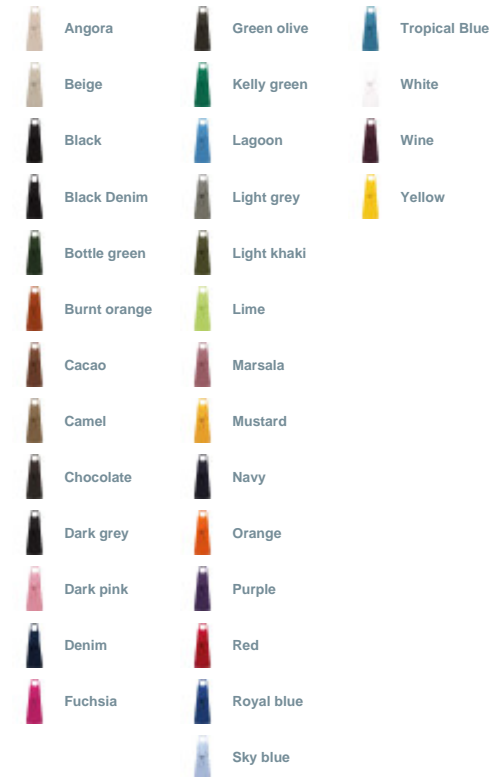 Angora
Beige
Black
Black Denim
Bottle green
Burnt orange
Cacao
Camel
Chocolate
Dark grey
Dark pink
Denim
Fuchsia
Green olive
Kelly green
Lagoon
Light grey
Light khaki
Lime
Marsala
Mustard
Navy
Orange
Purple
Red
Royal blue
Sky blue
Tropical Blue
White
Wine
Yellow